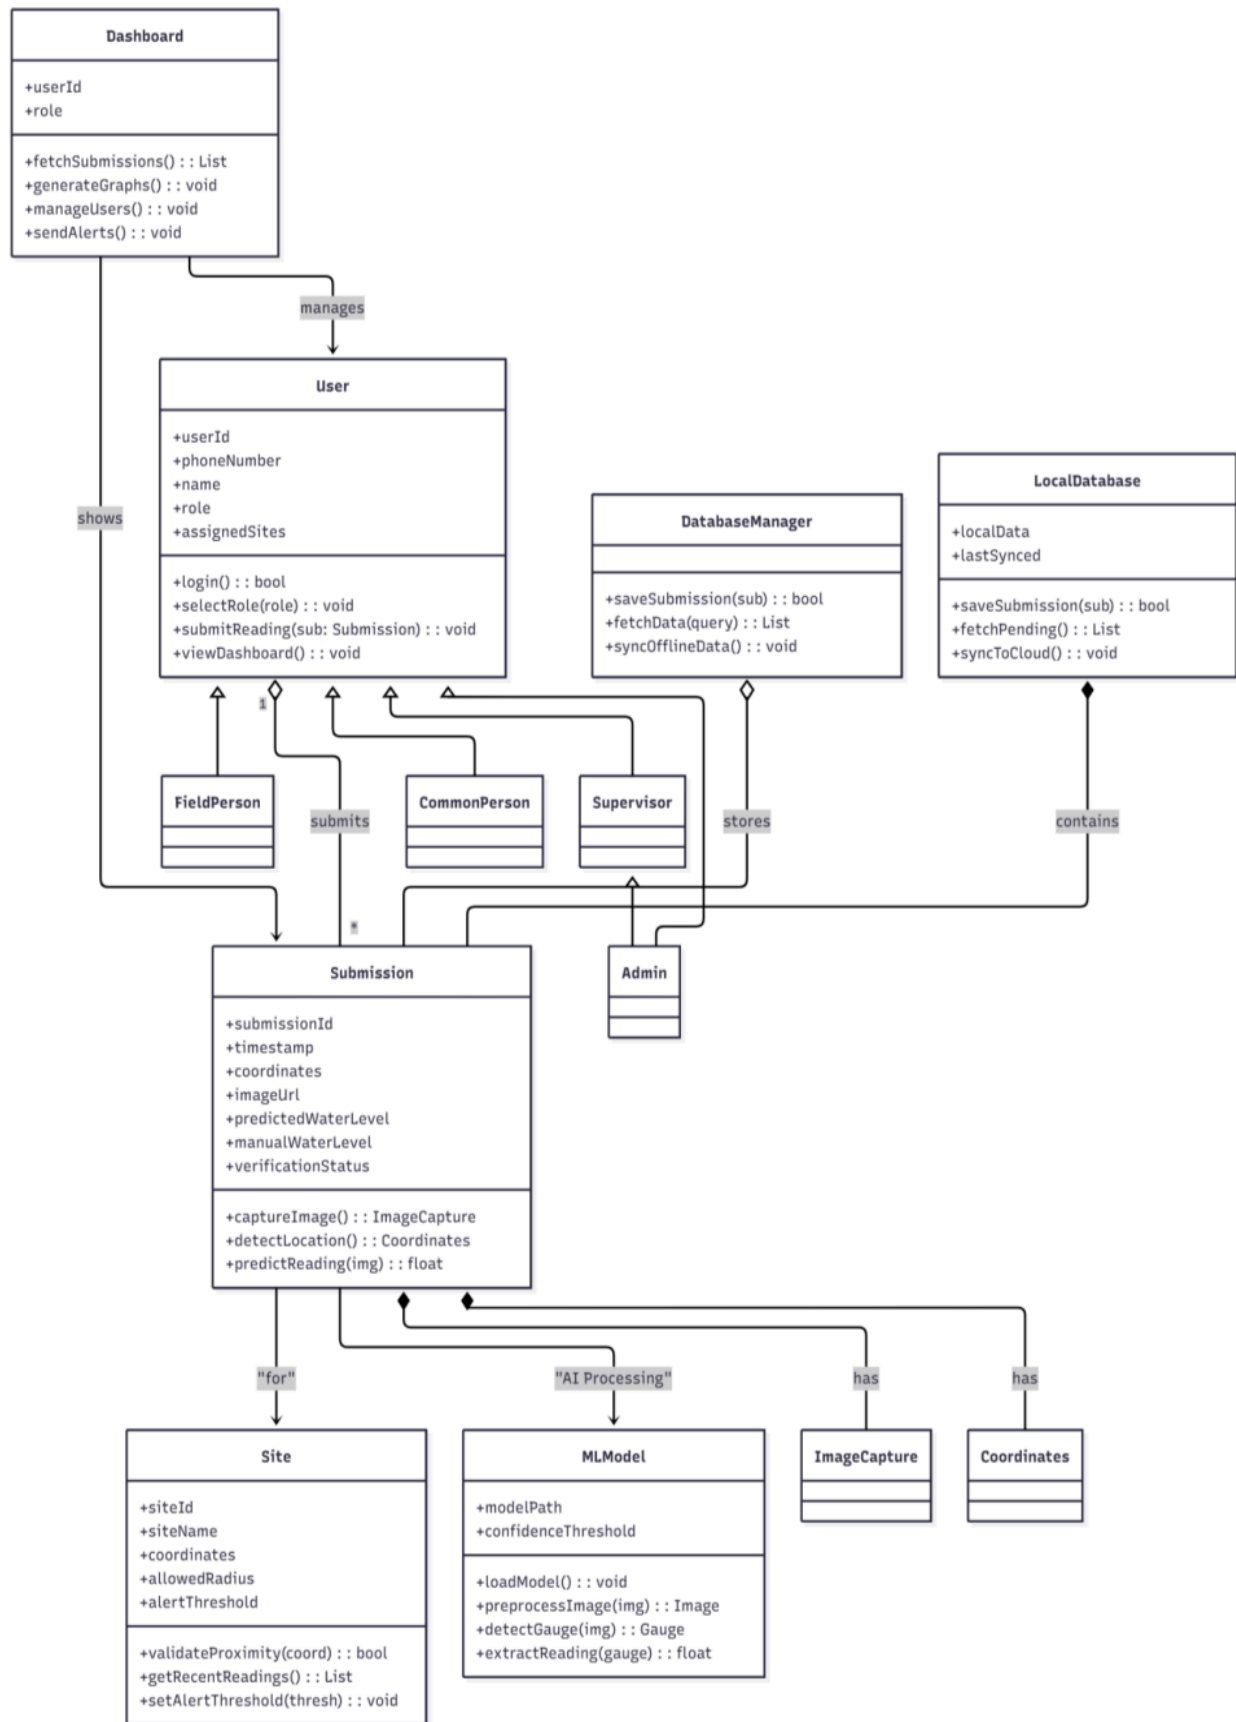 Dashboard
+userId
+role
+fetchSubmissions() : : List
+generateGraphs() : : void
+manageUsers() : : void
+sendAlerts() : : void
manages
User
+userId
+phoneNumber
+name
+role
+assignedSites
+login() : : bool
+selectRole(role) : : void
+submitReading(sub: Submission) : : void
+viewDashboard() : : void
shows
DatabaseManager
+saveSubmission(sub) : : bool
+fetchData(query) : : List
+syncOfflineData() : : void
LocalDatabase
+localData
+lastSynced
+saveSubmission(sub) : : bool
+fetchPending() : : List
+syncToCloud() : : void
1
FieldPerson
submits
CommonPerson
Supervisor
stores
contains
*
Submission
+submissionId
+timestamp
+coordinates
+imageUrl
+predictedWaterLevel
+manualWaterLevel
+verificationStatus
+captureImage() : : ImageCapture
+detectLocation() : : Coordinates
+predictReading(img) : : float
Admin
"for"
"AI Processing"
has
has
Site
+siteId
+siteName
+coordinates
+allowedRadius
+alertThreshold
+validateProximity(coord) : : bool
+getRecentReadings() : : List
+setAlertThreshold(thresh) : : void
MLModel
+modelPath
+confidenceThreshold
+loadModel() : : void
+preprocessImage(img) : : Image
+detectGauge(img) : : Gauge
+extractReading(gauge) : : float
ImageCapture
Coordinates